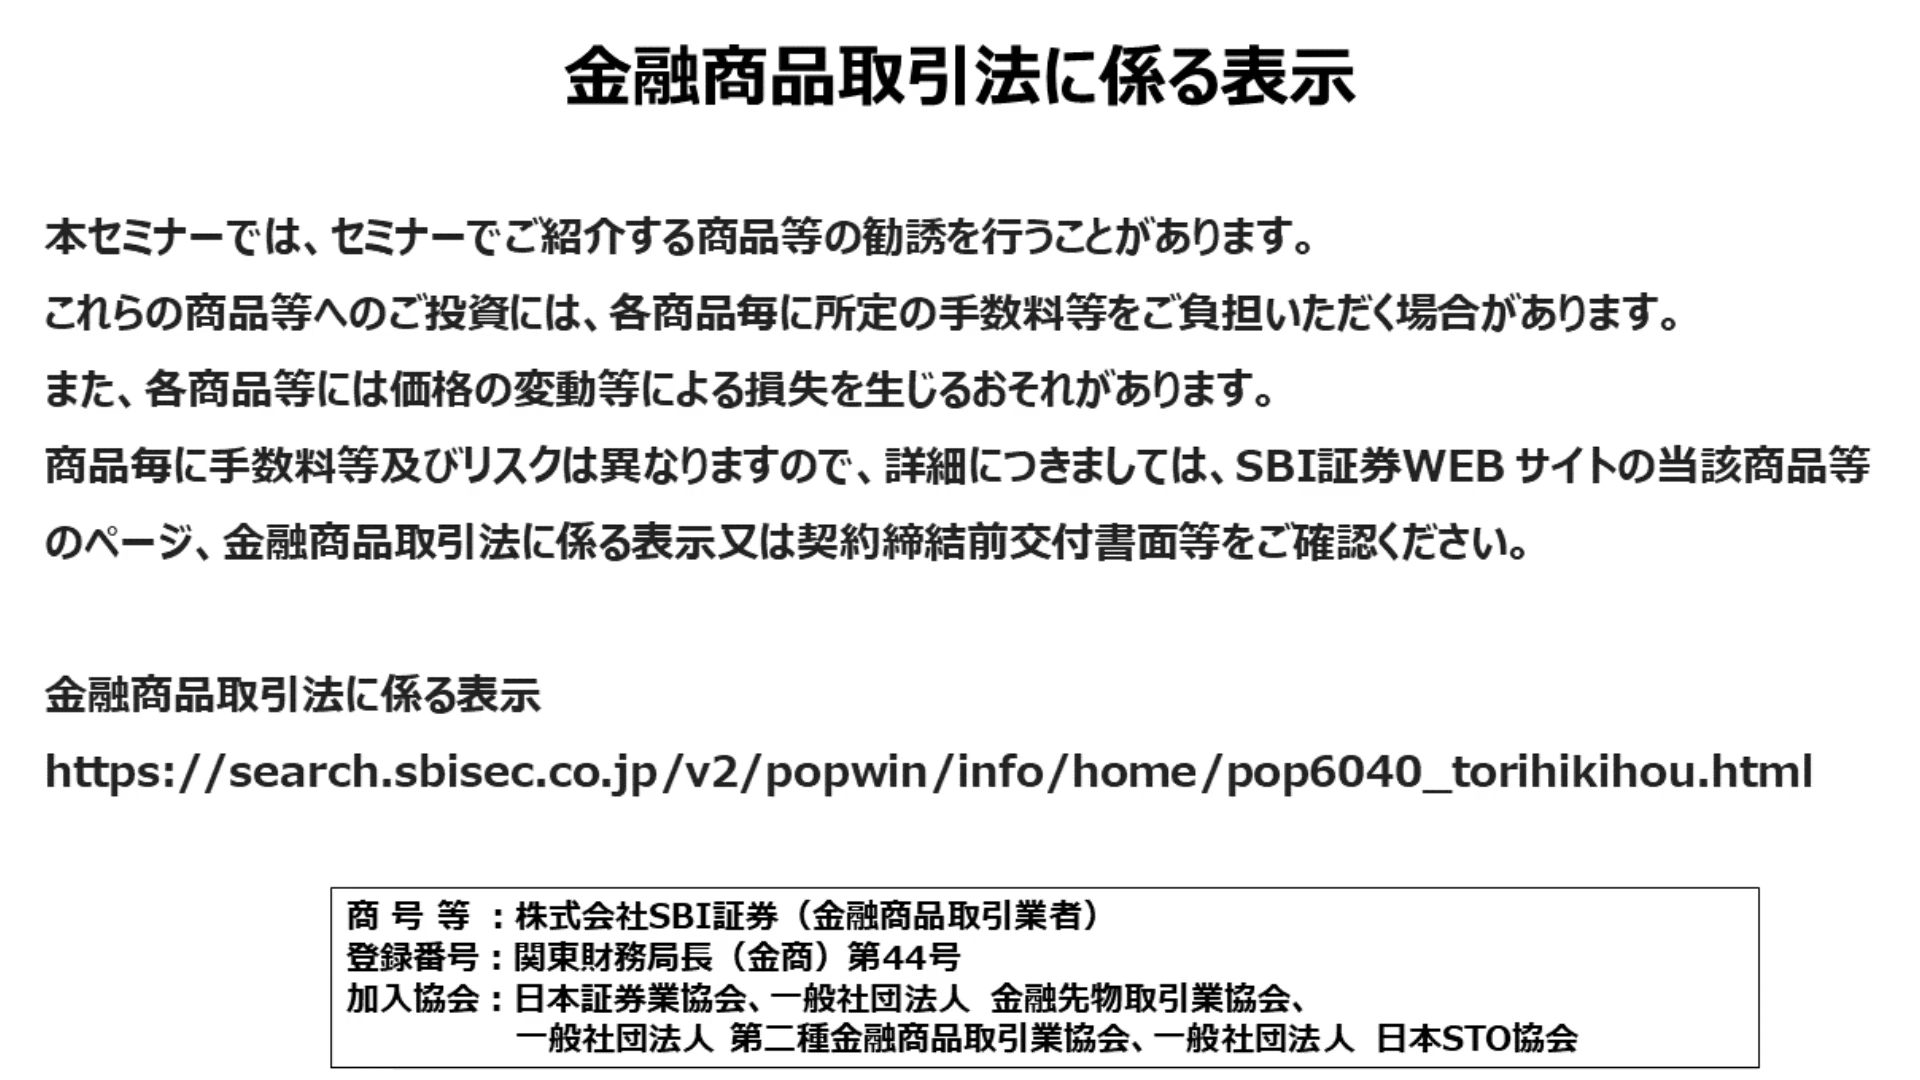 金融商品取引法に係る表示
本セミナーでは、セミナーでご紹介する商品等の勧誘を行うことがあります。
これらの商品等へのご投資には、各商品毎に所定の手数料等をご負担いただく場合があります。
また、各商品等には価格の変動等による損失を生じるおそれがあります。
商品毎に手数料等及びリスクは異なりますので、詳細につきましては、SBI証券WEBサイトの当該商品等
のページ、金融商品取引法に係る表示又は契約締結前交付書面等をご確認ください。
金融商品取引法に係る表示
https://search.sbisec.co.jp/v2/popwin/info/home/pop6040_torihikihou.html
商 号 等 ：株式会社SBI証券（金融商品取引業者）
登録番号：関東財務局長（金商）第44号
加入協会：日本証券業協会、一般社団法人 金融先物取引業協会、
一般社団法人 第二種金融商品取引業協会、一般社団法人 日本STO協会